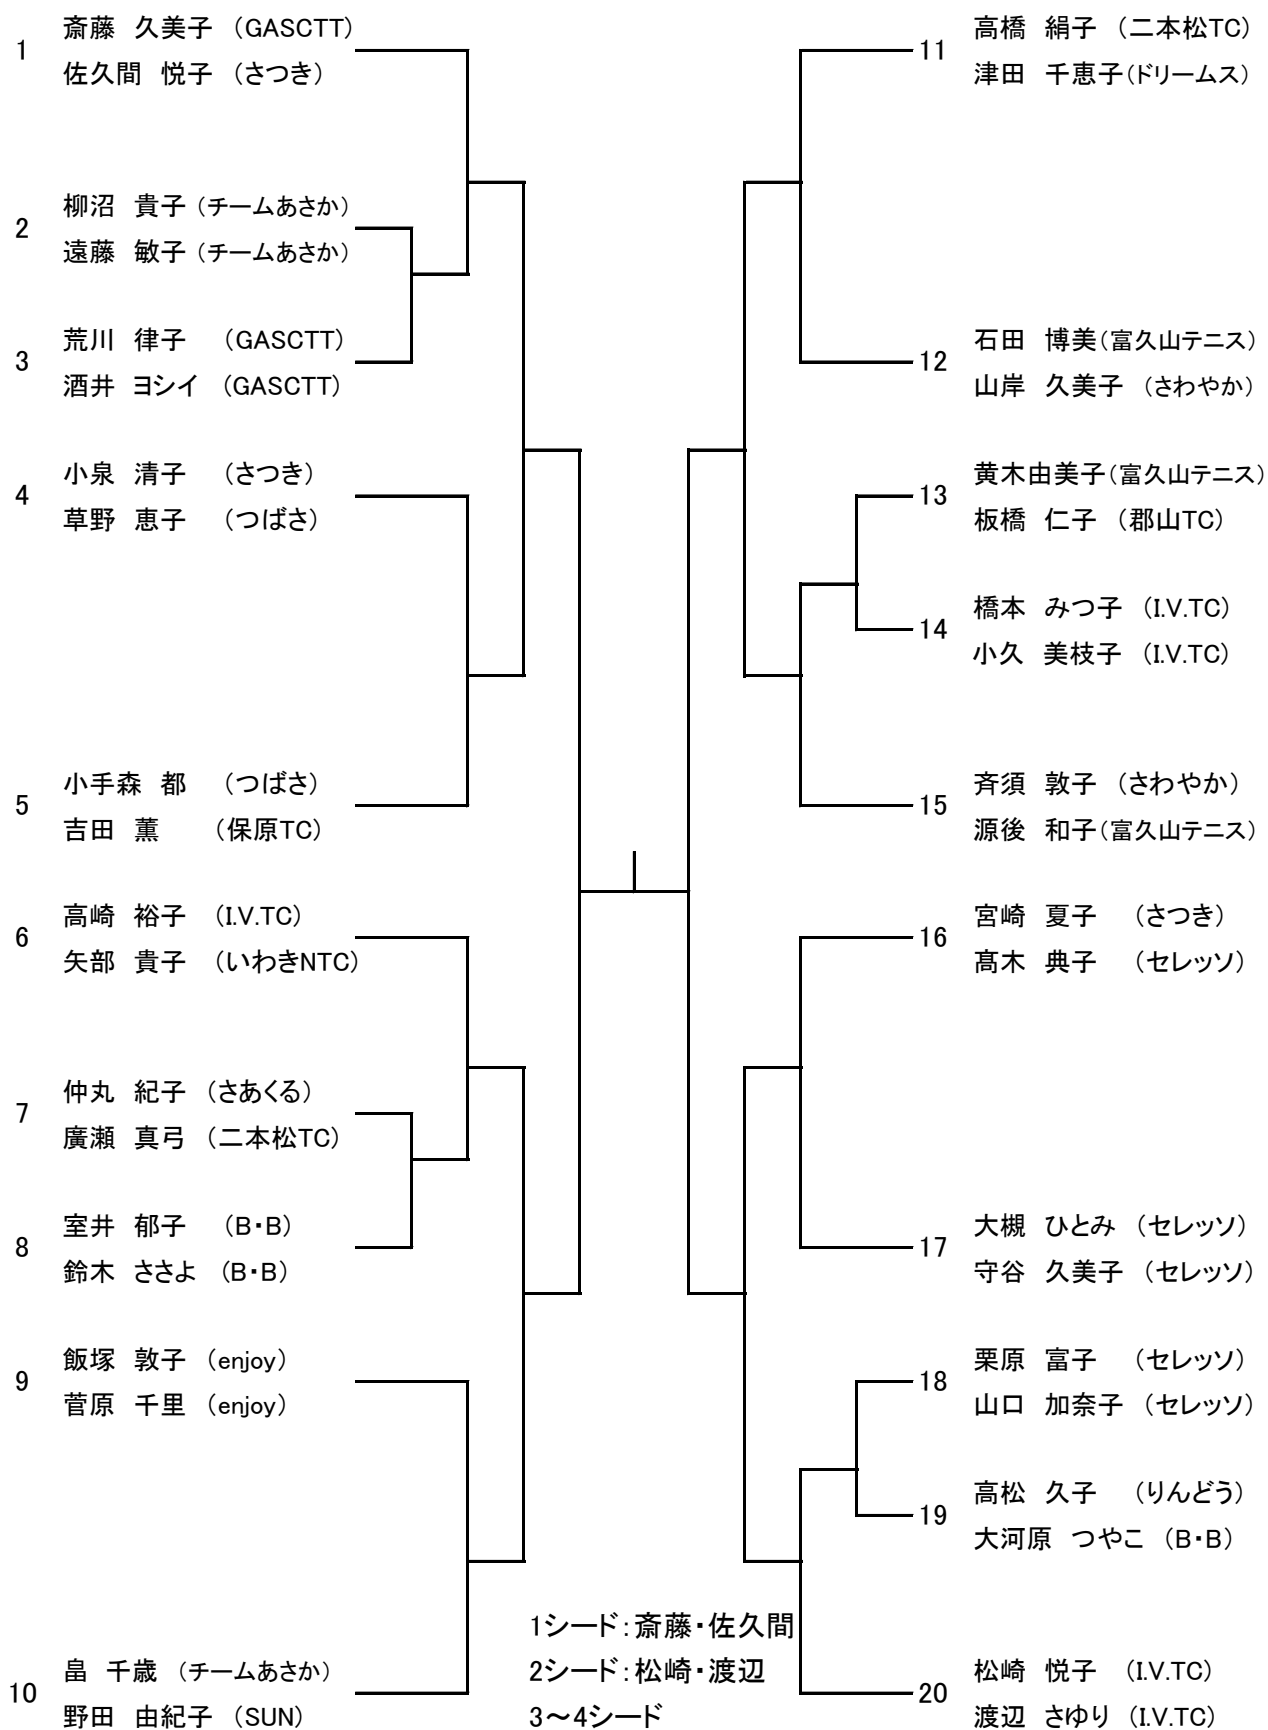 1
斎藤　久美子　（GASCTT）
佐久間　悦子　（さつき）
2
柳沼　貴子（チームあさか）
遠藤　敏子（チームあさか）
3
荒川　律子　（GASCTT）
酒井　ヨシイ　（GASCTT）
4
小泉　清子　（さつき）
草野　恵子　（つばさ）
5
小手森　都　（つばさ）
吉田　薫　（保原TC）
6
高崎　裕子　（I.V.TC）
矢部　貴子　（いわきNTC）
7
仲丸　紀子　（さあくる）
廣瀬　真弓　（二本松TC）
8
室井　郁子　（B・B）
鈴木　ささよ　（B・B）
9
飯塚　敦子　（enjoy）
菅原　千里　（enjoy）
10
畠　千歳　（チームあさか）
野田　由紀子　（SUN）
1シード：斎藤・佐久間
2シード：松崎・渡辺
3～4シード
11
高橋　絹子　（二本松TC）
津田　千恵子（ドリームス）
12
石田　博美（富久山テニス）
山岸　久美子　（さわやか）
13
黄木由美子（富久山テニス）
板橋　仁子　（郡山TC）
14
橋本　みつ子　（I.V.TC）
小久　美枝子　（I.V.TC）
15
斉須　敦子　（さわやか）
源後　和子（富久山テニス）
16
宮崎　夏子　（さつき）
髙木　典子　（セレッソ）
17
大槻　ひとみ　（セレッソ）
守谷　久美子　（セレッソ）
18
栗原　富子　（セレッソ）
山口　加奈子　（セレッソ）
19
高松　久子　（りんどう）
大河原　つやこ　（B・B）
20
松崎　悦子　（I.V.TC）
渡辺　さゆり　（I.V.TC）